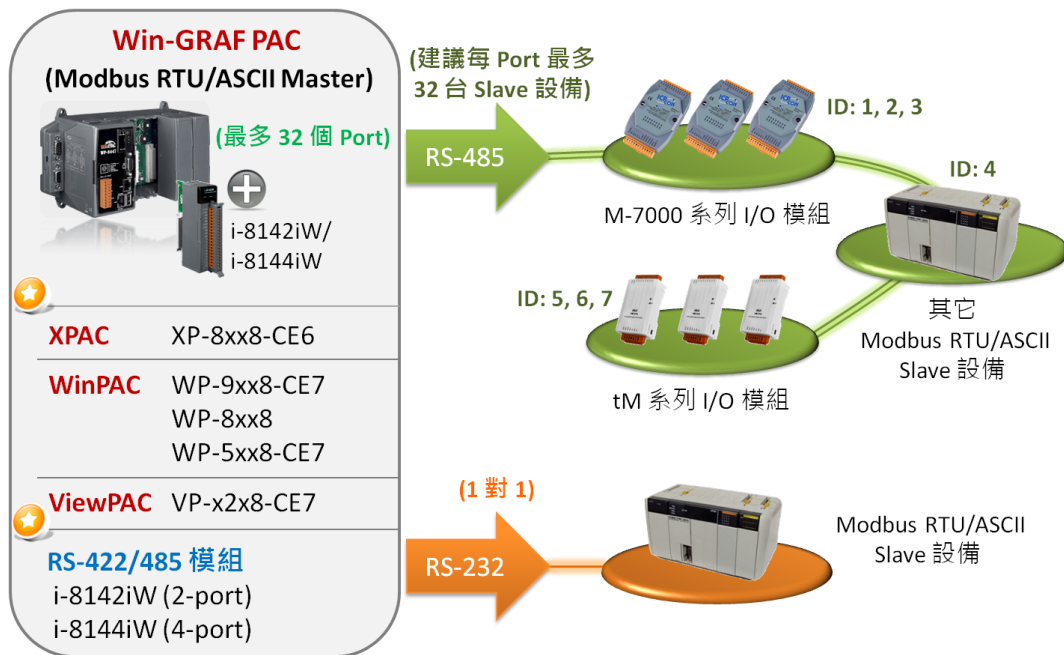 Win-GRAF PAC
(Modbus RTU/ASCII Master)
(最多 32 個 Port)
i-8142iW/
i-8144iW
XPAC XP-8xx8-CE6
WinPAC WP-9xx8-CE7
WP-8xx8
WP-5xx8-CE7
ViewPAC VP-x2x8-CE7
RS-422/485 模組
i-8142iW (2-port)
i-8144iW (4-port)
(建議每 Port 最多
32 台 Slave 設備)
RS-485
ID: 1, 2, 3
M-7000 系列 I/O 模組
ID: 4
其它
Modbus RTU/ASCII
Slave 設備
ID: 5, 6, 7
tM 系列 I/O 模組
(1 對 1)
RS-232
Modbus RTU/ASCII
Slave 設備